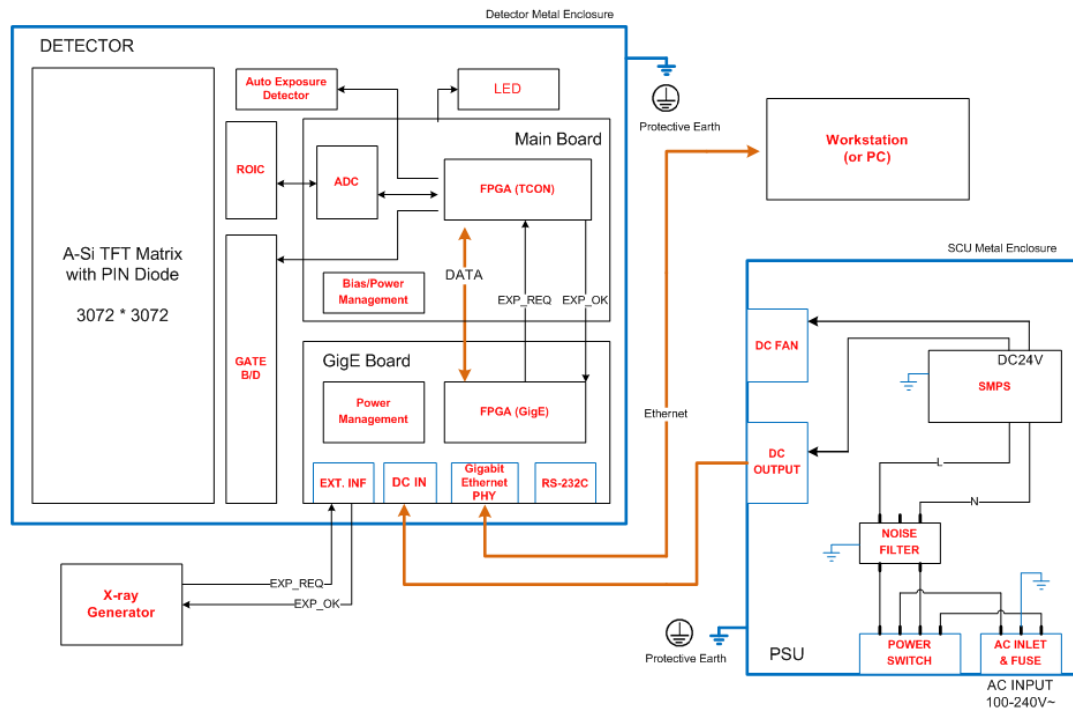 Detector Metal Enclosure
DETECTOR
Auto Exposure
Detector
LED
Protective Earth
Workstation
(or PC)
Main Board
ROIC
ADC
FPGA (TCON)
A-Si TFT Matrix
with PIN Diode
3072 * 3072
DATA
Bias/Power
Management
EXP_REQ
EXP_OK
SCU Metal Enclosure
GATE
B/D
GigE Board
Power
Management
FPGA (GigE)
Ethernet
DC FAN
DC24V
SMPS
EXT. INF
DC IN
Gigabit
Ethernet
PHY
RS-232C
DC
OUTPUT
L
N
NOISE
FILTER
X-ray
Generator
EXP_REQ
EXP_OK
Protective Earth
PSU
POWER
SWITCH
AC INLET
& FUSE
AC INPUT
100-240V~